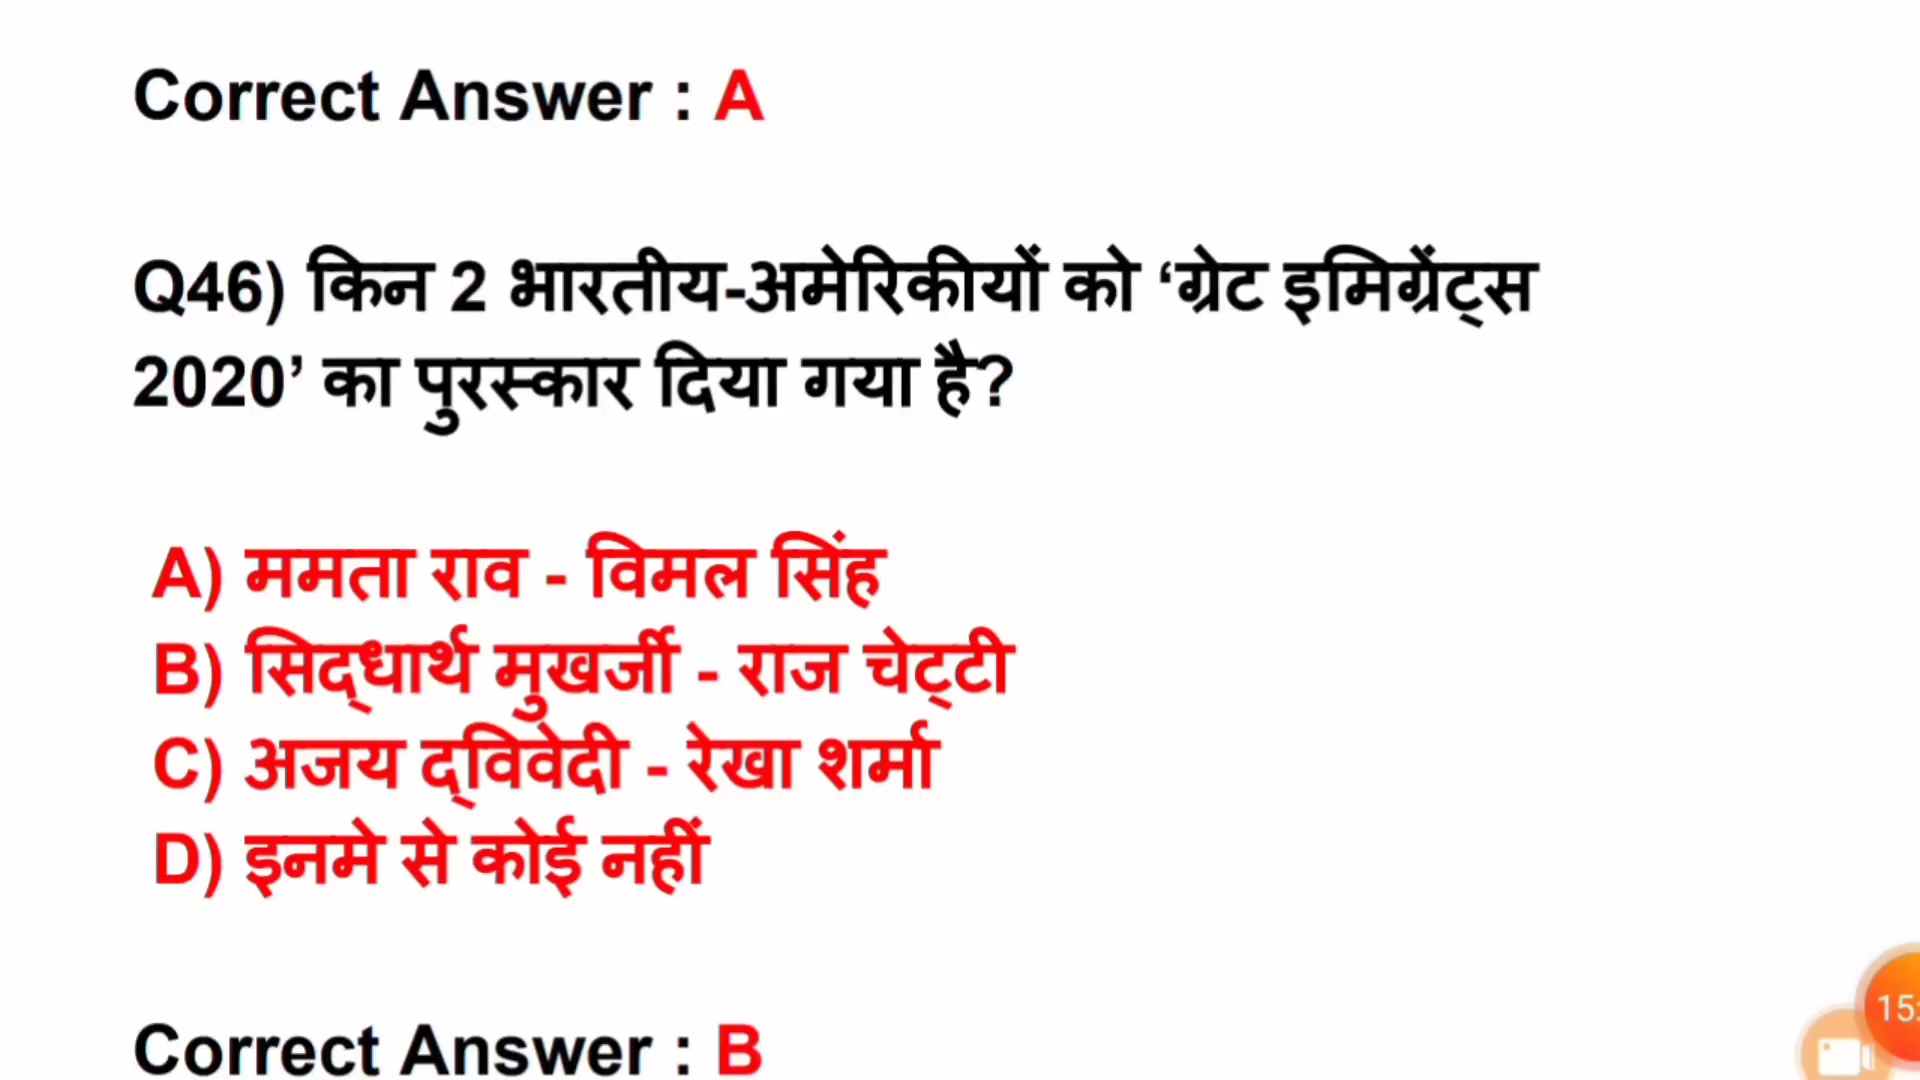 Correct Answer : A
Q46) किन 2 भारतीय-अमेरिकीयों को ‘ग्रेट इमिग्रेंट्स
2020’ का पुरस्कार दिया गया है?
A) ममता राव - विमल सिंह
B) सिद्धार्थ मुखर्जी - राज चेट्टी
C) अजय द्विवेदी - रेखा शर्मा
D) इनमे से कोई नहीं
15:
Correct Answer : B